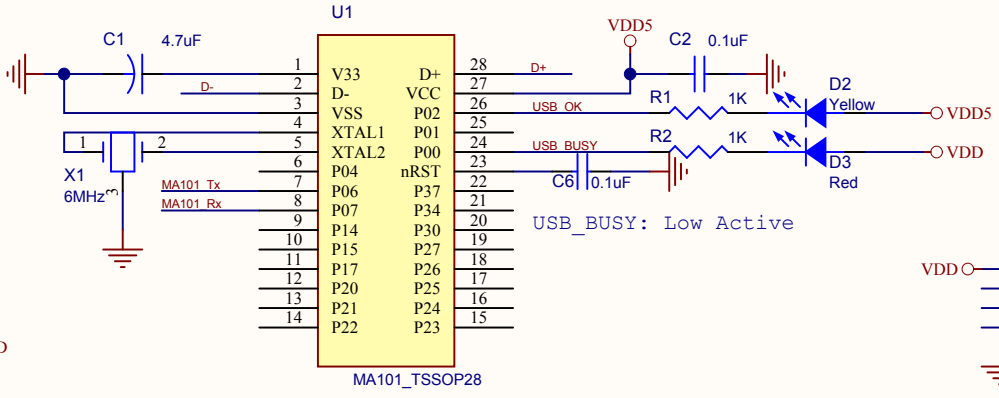 U1
VDD5
C1 4.7uF
C2 0.1uF
1 V33 D+ 28 D+
D- 2 D- VCC 27
3 VSS P02 26 USB_OK R1 1K D2 Yellow VDD5
4 XTAL1 P01 25
1 2 5 XTAL2 P00 24 USB_BUSY R2 1K D3 Red VDD
X1 6MHz 3
6 P04 nRST 23 C6 0.1uF
MA101_Tx 7 P06 P37 22
MA101_Rx 8 P07 P34 21
9 P14 P30 20
USB_BUSY: Low Active
10 P15 P27 19
11 P17 P26 18
VDD
12 P20 P25 17
13 P21 P24 16
14 P22 P23 15
MA101_TSSOP28